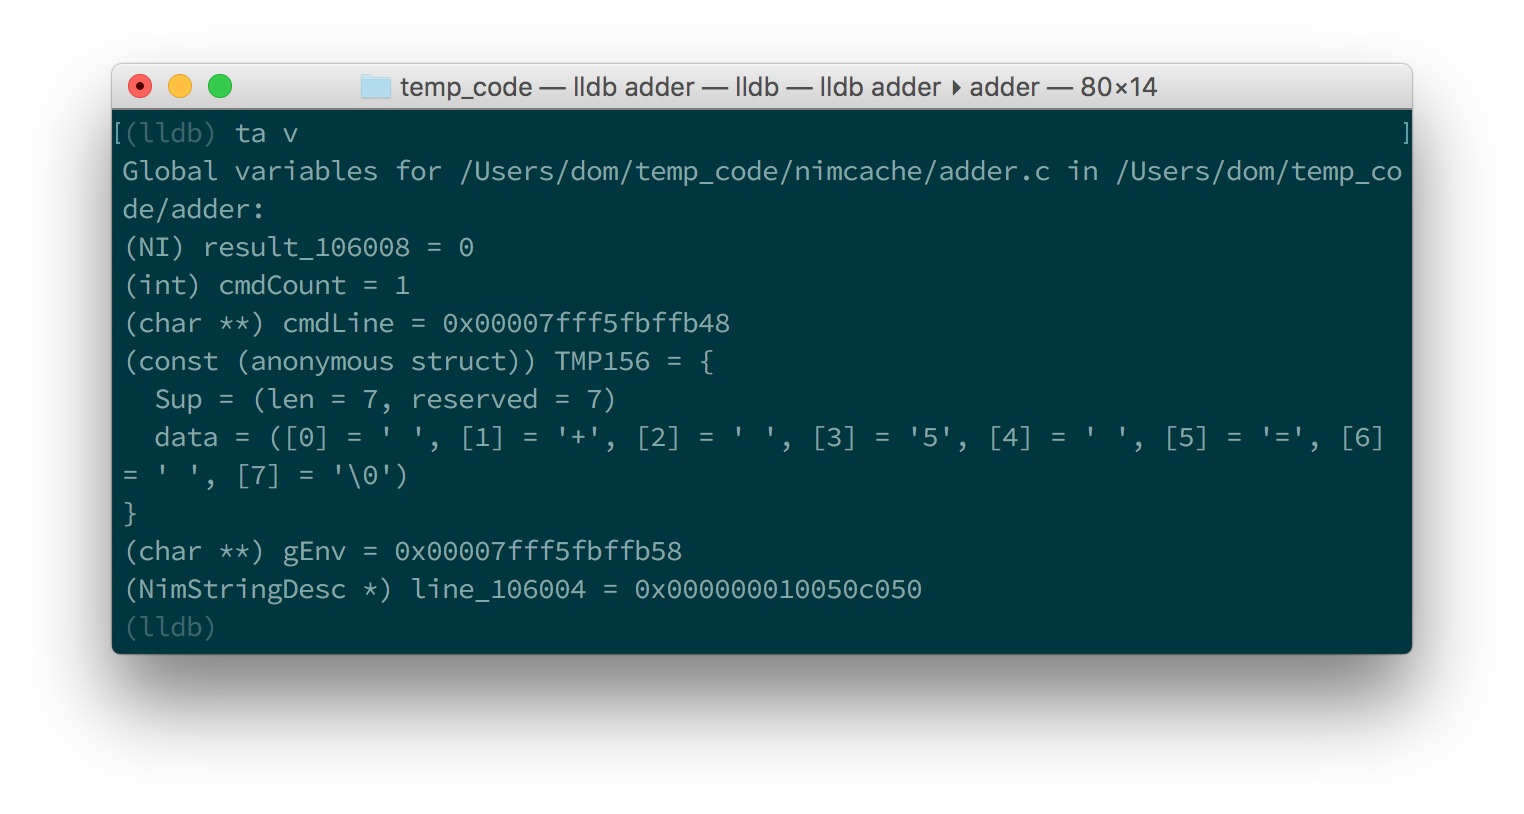 temp_code — lldb adder — lldb — lldb adder ▸ adder — 80×14
[(lldb) ta v ]
Global variables for /Users/dom/temp_code/nimcache/adder.c in /Users/dom/temp_co
de/adder:
(NI) result_106008 = 0
(int) cmdCount = 1
(char **) cmdLine = 0x00007fff5fbffb48
(const (anonymous struct)) TMP156 = {
  Sup = (len = 7, reserved = 7)
  data = ([0] = ' ', [1] = '+', [2] = ' ', [3] = '5', [4] = ' ', [5] = '=', [6]
= ' ', [7] = '\0')
}
(char **) gEnv = 0x00007fff5fbffb58
(NimStringDesc *) line_106004 = 0x000000010050c050
(lldb)